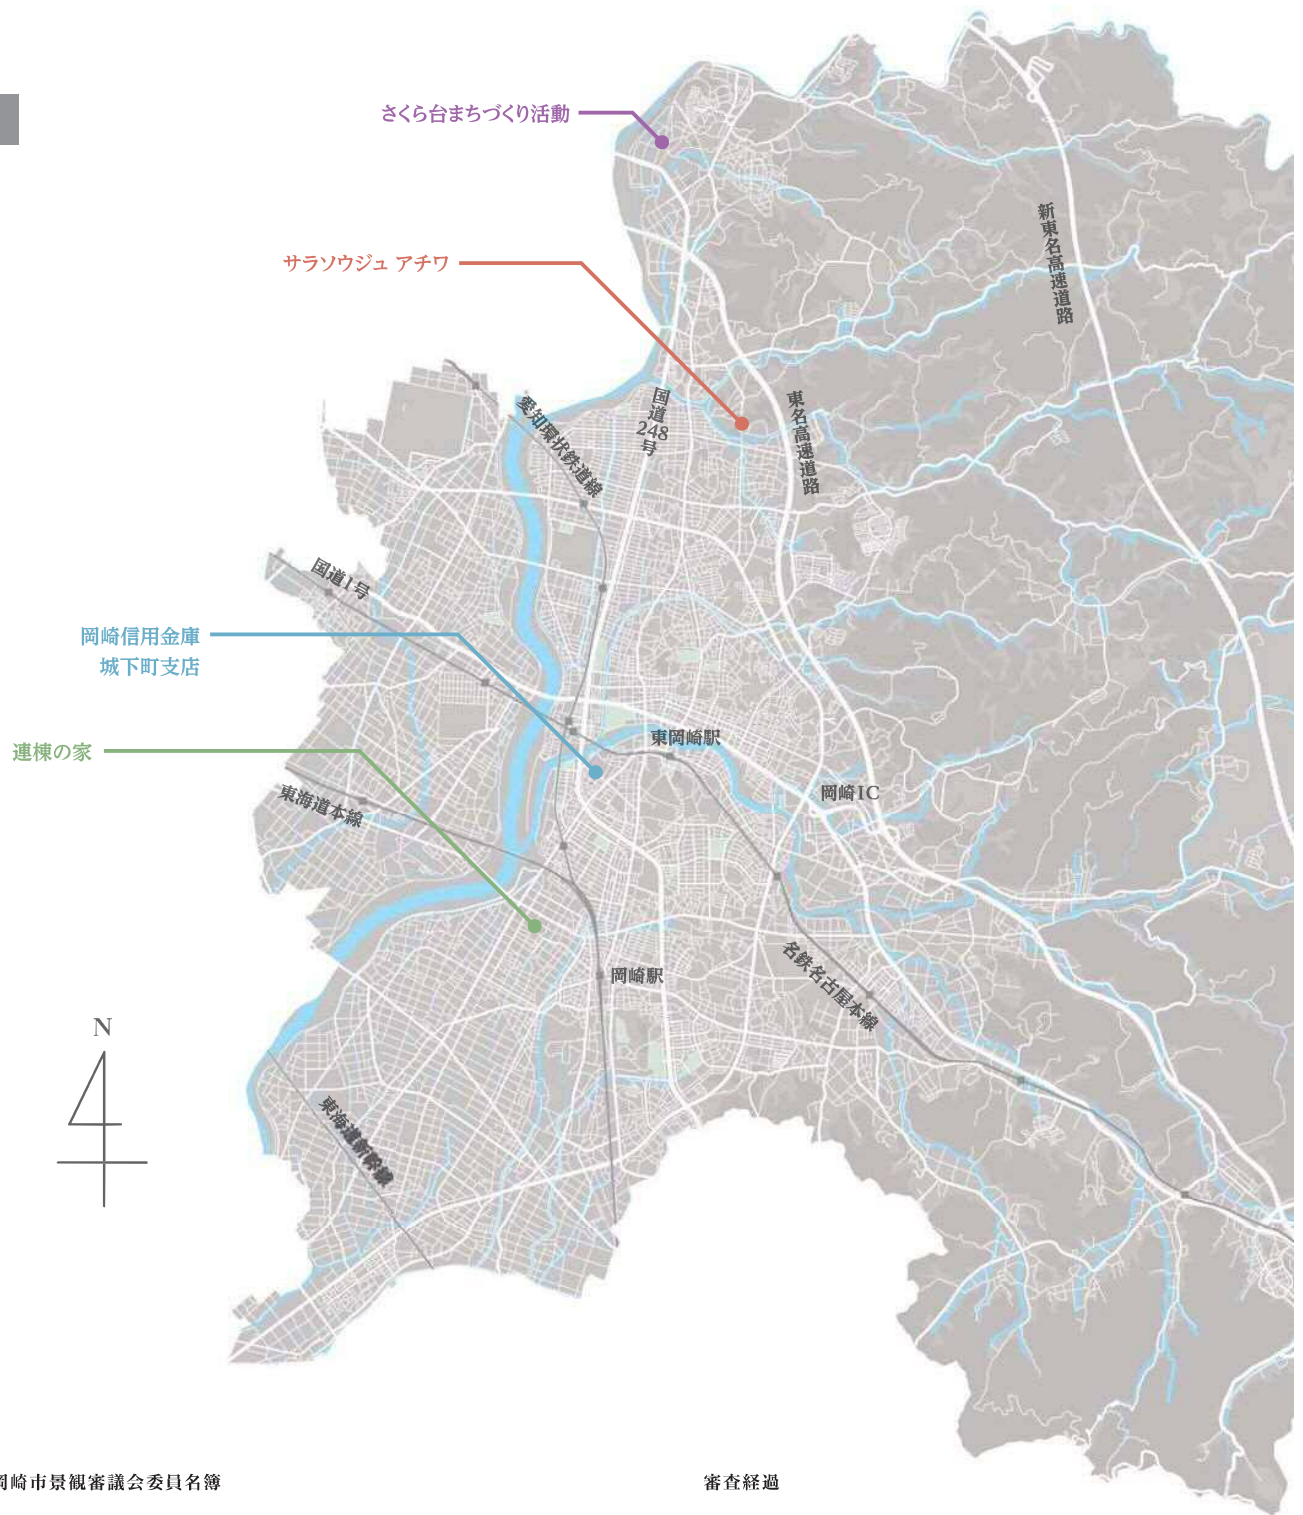 さくら台まちづくり活動
新東名高速道路
サラソウジュ アチワ
国道248号
東名高速道路
愛知環状鉄道線
国道1号
岡崎信用金庫
城下町支店
東岡崎駅
連棟の家
岡崎IC
東海道本線
名鉄名古屋本線
岡崎駅
N
東海道新幹線
岡崎市景観審議会委員名簿
審査経過